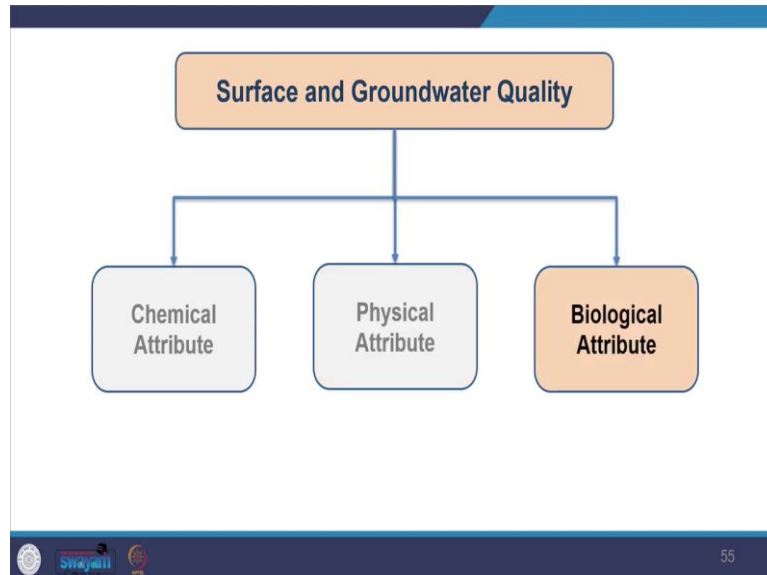 Surface and Groundwater Quality
Chemical
Attribute
Physical
Attribute
Biological
Attribute
swayam
55